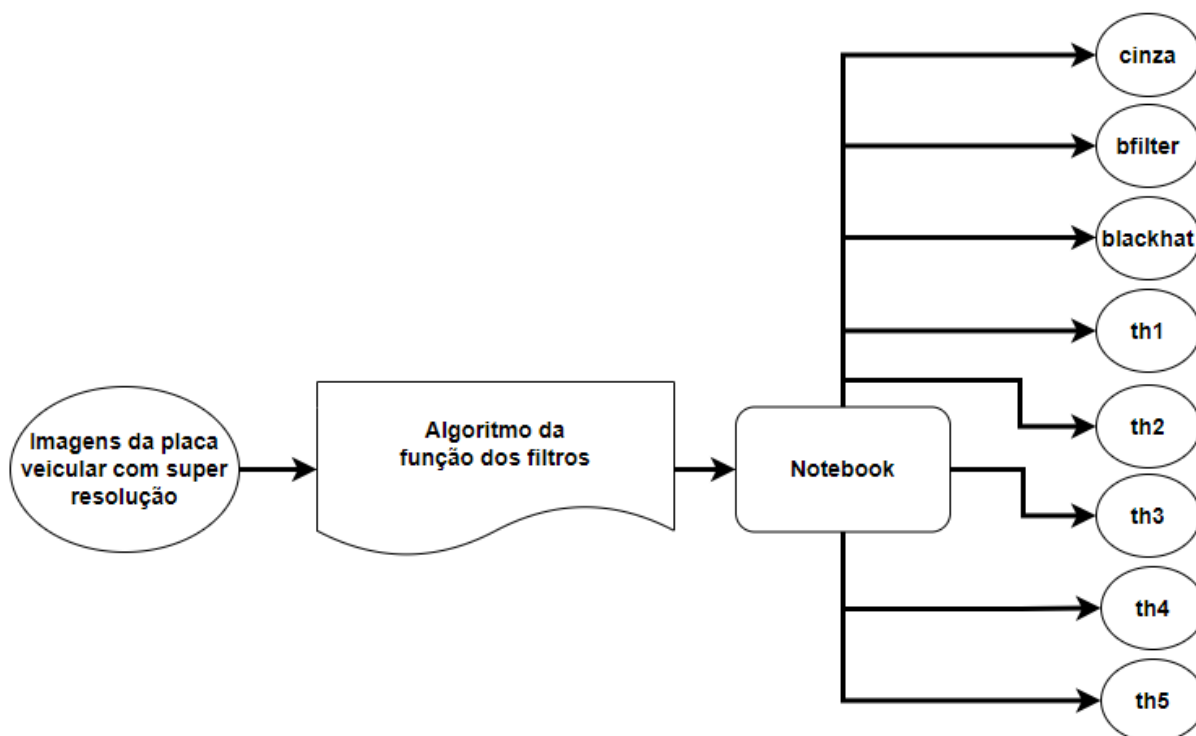 Imagens da placa
veicular com super
resolução
Algoritmo da
função dos filtros
Notebook
cinza
bfilter
blackhat
th1
th2
th3
th4
th5